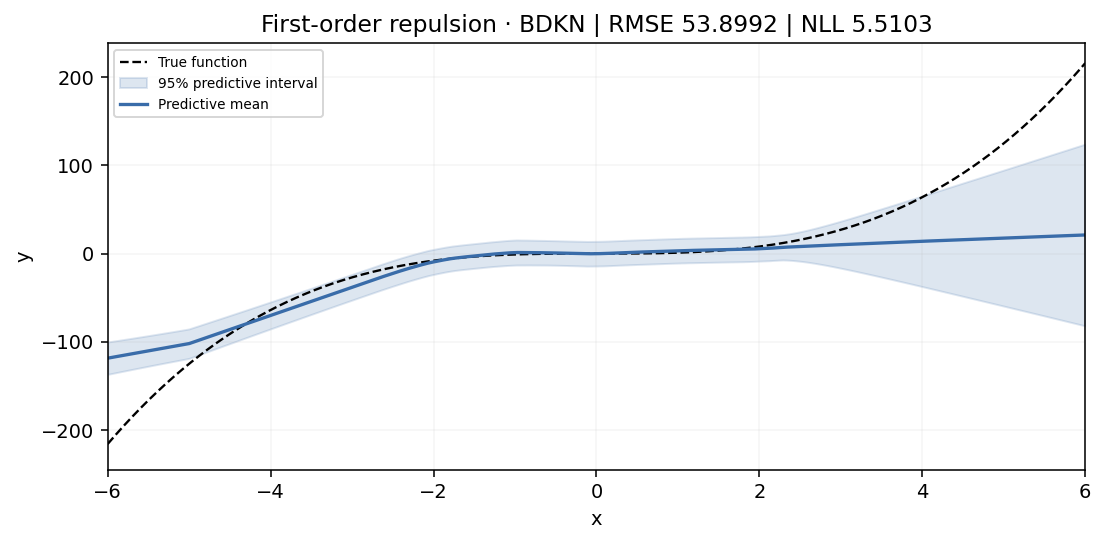 First-order repulsion · BDKN | RMSE 53.8992 | NLL 5.5103
True function
95% predictive interval
Predictive mean
y
200
100
0
−100
−200
−6 −4 −2 0 2 4 6
x